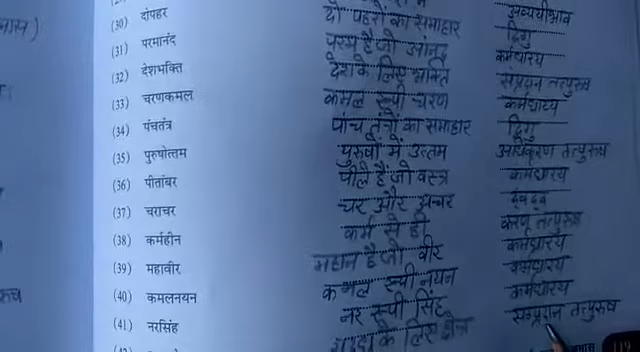 (30) दोपहर दो पहरों का समाहार अव्ययीभाव
(31) परमानंद परम है जो आनंद द्विगु
(32) देशभक्ति देश के लिए भक्ति कर्मधारय
(33) चरणकमल कमल रूपी चरण सम्प्रदान तत्पुरुष
(34) पंचतंत्र पांच तंत्रों का समाहार कर्मधारय
(35) पुरुषोत्तम पुरुषों में उत्तम द्विगु
(36) पीतांबर पीले हैं जो वस्त्र अधिकरण तत्पुरुष
(37) चराचर चर और अचर कर्मधारय
(38) कर्महीन कर्म से ही द्वंद्व
(39) महावीर महान है जो वीर करण तत्पुरुष
(40) कमलनयन कमल रूपी नयन कर्मधारय
(41) नरसिंह नर रूपी सिंह कर्मधारय
के लिए कर्मधारय
सम्प्रदान तत्पुरुष